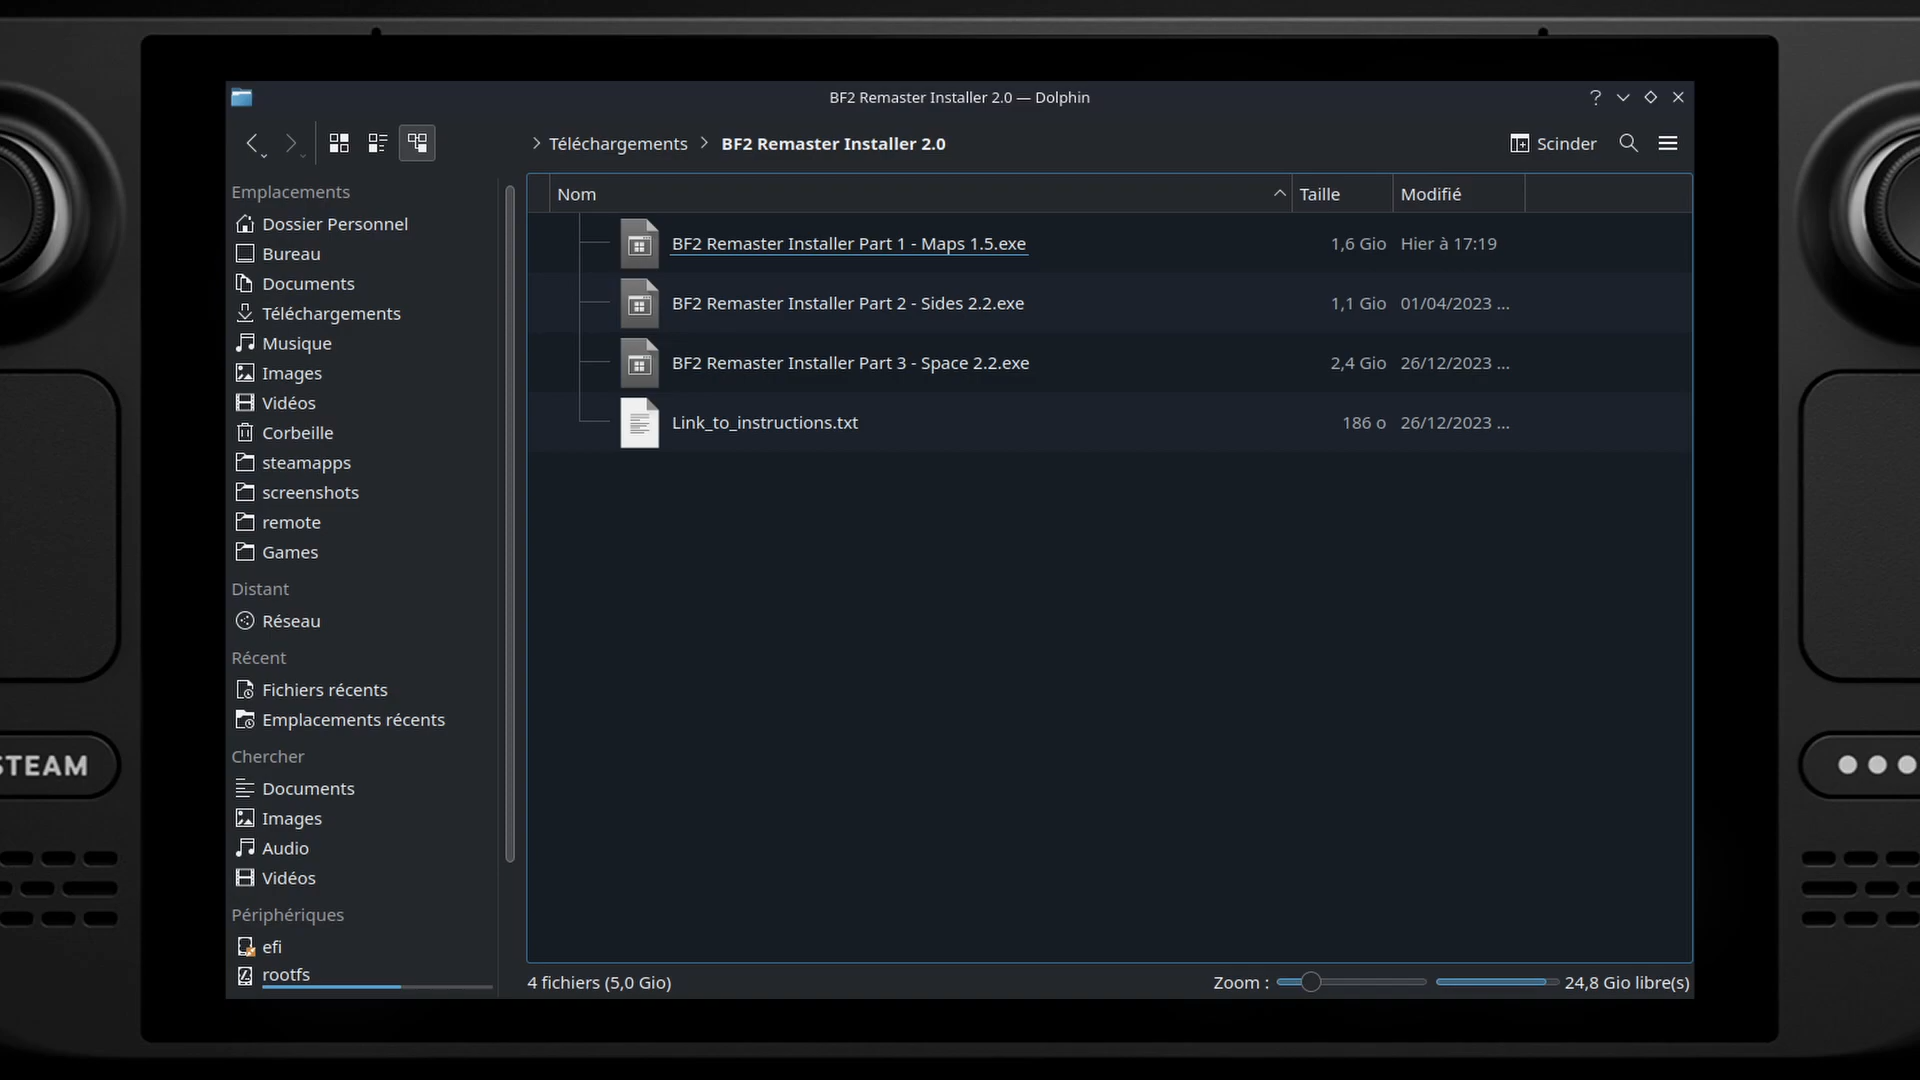 BF2 Remaster Installer 2.0 — Dolphin
Téléchargements
BF2 Remaster Installer 2.0
Scinder
Emplacements
Dossier Personnel
Bureau
Documents
Téléchargements
Musique
Images
Vidéos
Corbeille
steamapps
screenshots
remote
Games
Distant
Réseau
Récent
Fichiers récents
Emplacements récents
Chercher
Documents
Images
Audio
Vidéos
Périphériques
efi
rootfs
Nom Taille Modifié
BF2 Remaster Installer Part 1 - Maps 1.5.exe 1,6 Gio Hier à 17:19
BF2 Remaster Installer Part 2 - Sides 2.2.exe 1,1 Gio 01/04/2023 ...
BF2 Remaster Installer Part 3 - Space 2.2.exe 2,4 Gio 26/12/2023 ...
Link_to_instructions.txt 186 o 26/12/2023 ...
4 fichiers (5,0 Gio)
Zoom :
24,8 Gio libre(s)
STEAM